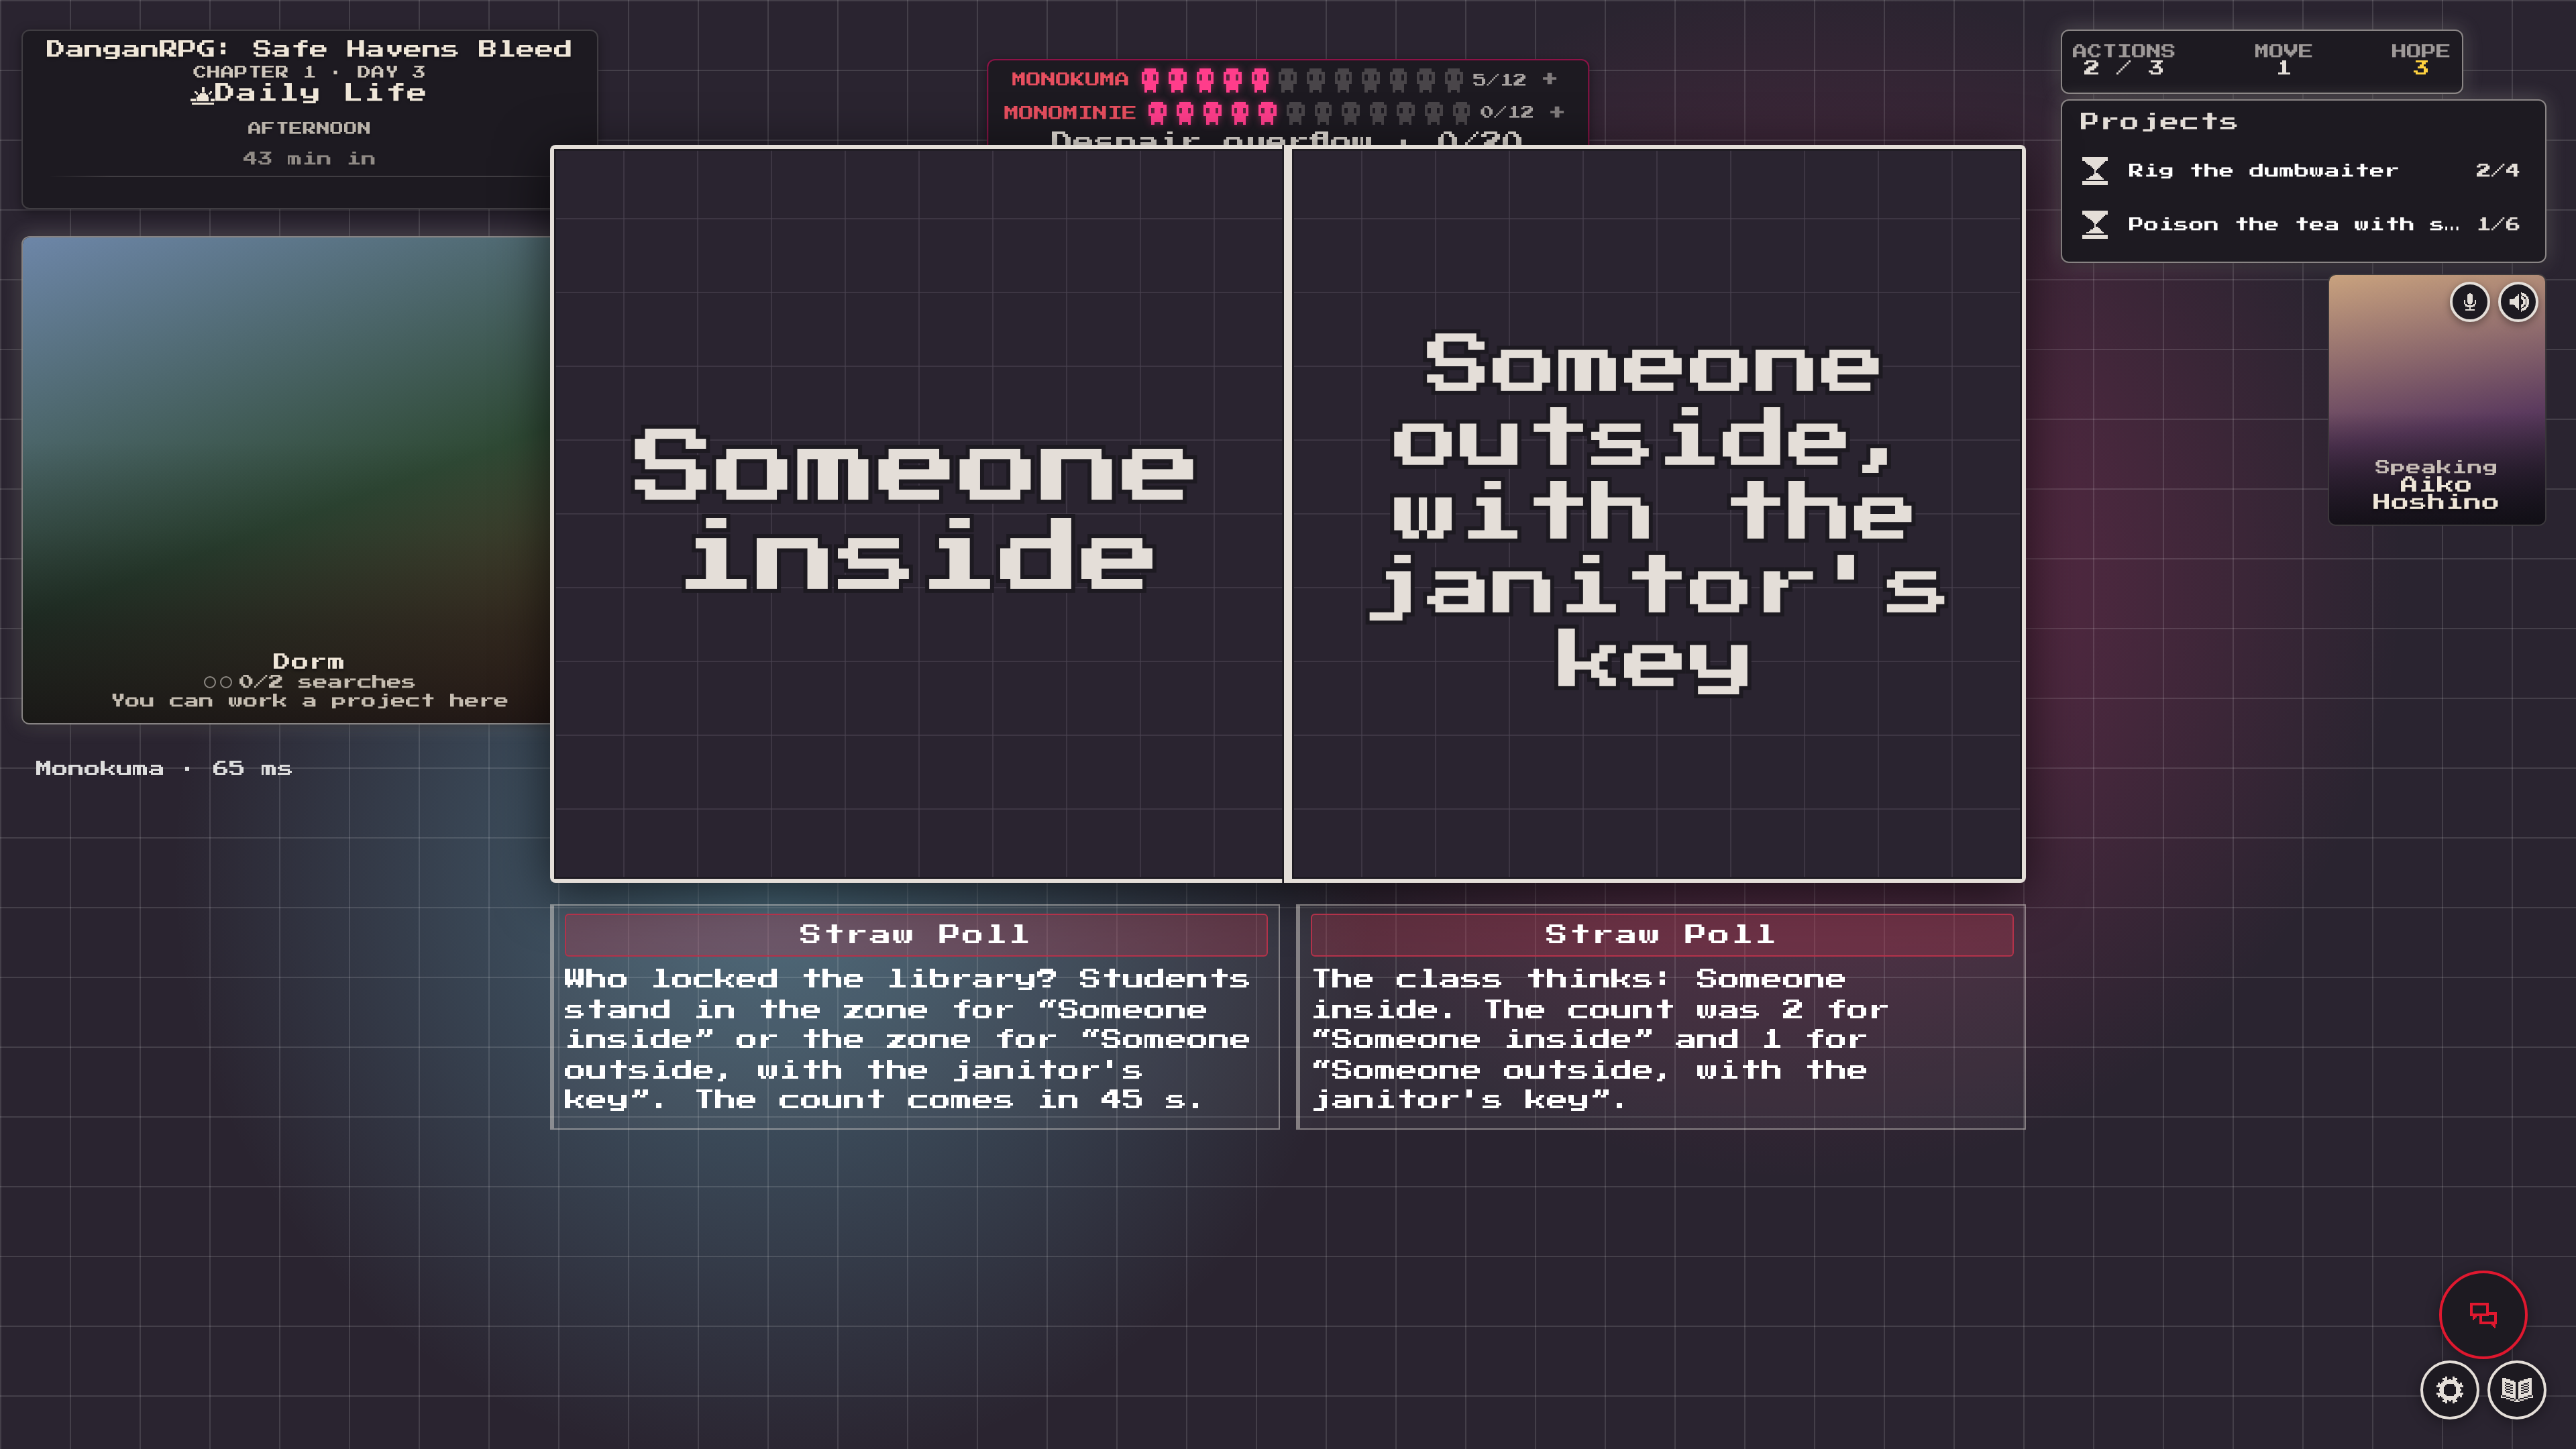 DanganRPG: Safe Havens Bleed
CHAPTER 1 · DAY 3
Daily Life
AFTERNOON
43 min in
MONOKUMA 5/12 +
MONOMINIE 0/12 +
Despair overflow · 0/20
ACTIONS MOVE HOPE
2 / 3 1 3
Projects
Rig the dumbwaiter 2/4
Poison the tea with s… 1/6
Speaking
Aiko
Hoshino
Dorm
0/2 searches
You can work a project here
Monokuma · 65 ms
Someone
inside
Someone
outside,
with the
janitor's
key
Straw Poll
Who locked the library? Students
stand in the zone for “Someone
inside” or the zone for “Someone
outside, with the janitor's
key”. The count comes in 45 s.
Straw Poll
The class thinks: Someone
inside. The count was 2 for
“Someone inside” and 1 for
“Someone outside, with the
janitor's key”.